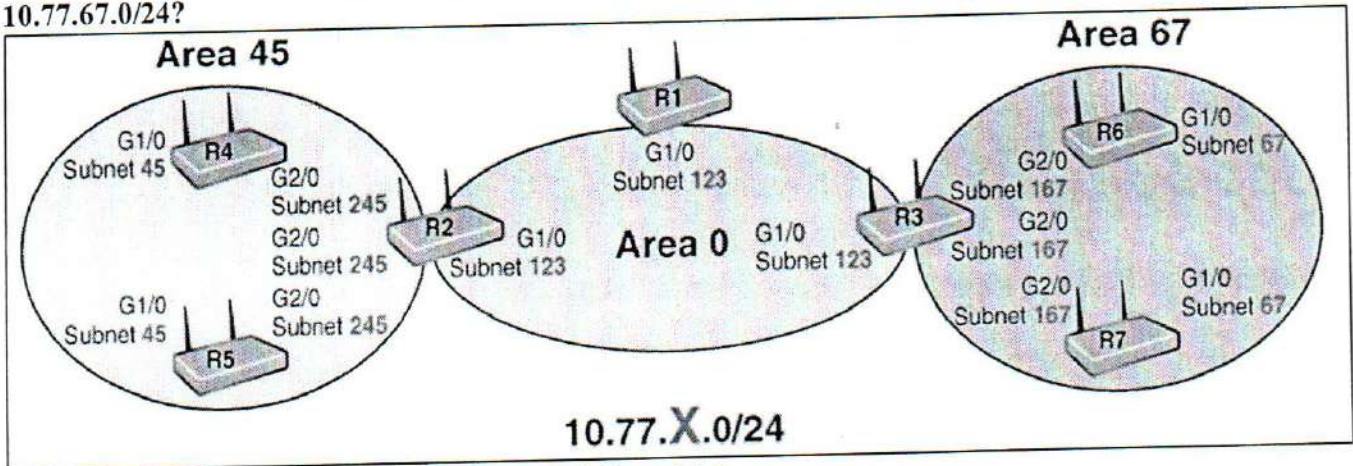 10.77.67.0/24?
Area 45
Area 67
R1
G1/0
Subnet 123
G1/0
Subnet 45
R4
G2/0
Subnet 245
G2/0
Subnet 245
G1/0
Subnet 45
R5
G2/0
Subnet 245
R2
G1/0
Subnet 123
Area 0
G1/0
Subnet 123
R3
R6
G1/0
Subnet 67
G2/0
Subnet 167
G2/0
Subnet 167
G2/0
Subnet 167
R7
G1/0
Subnet 67
10.77.X.0/24